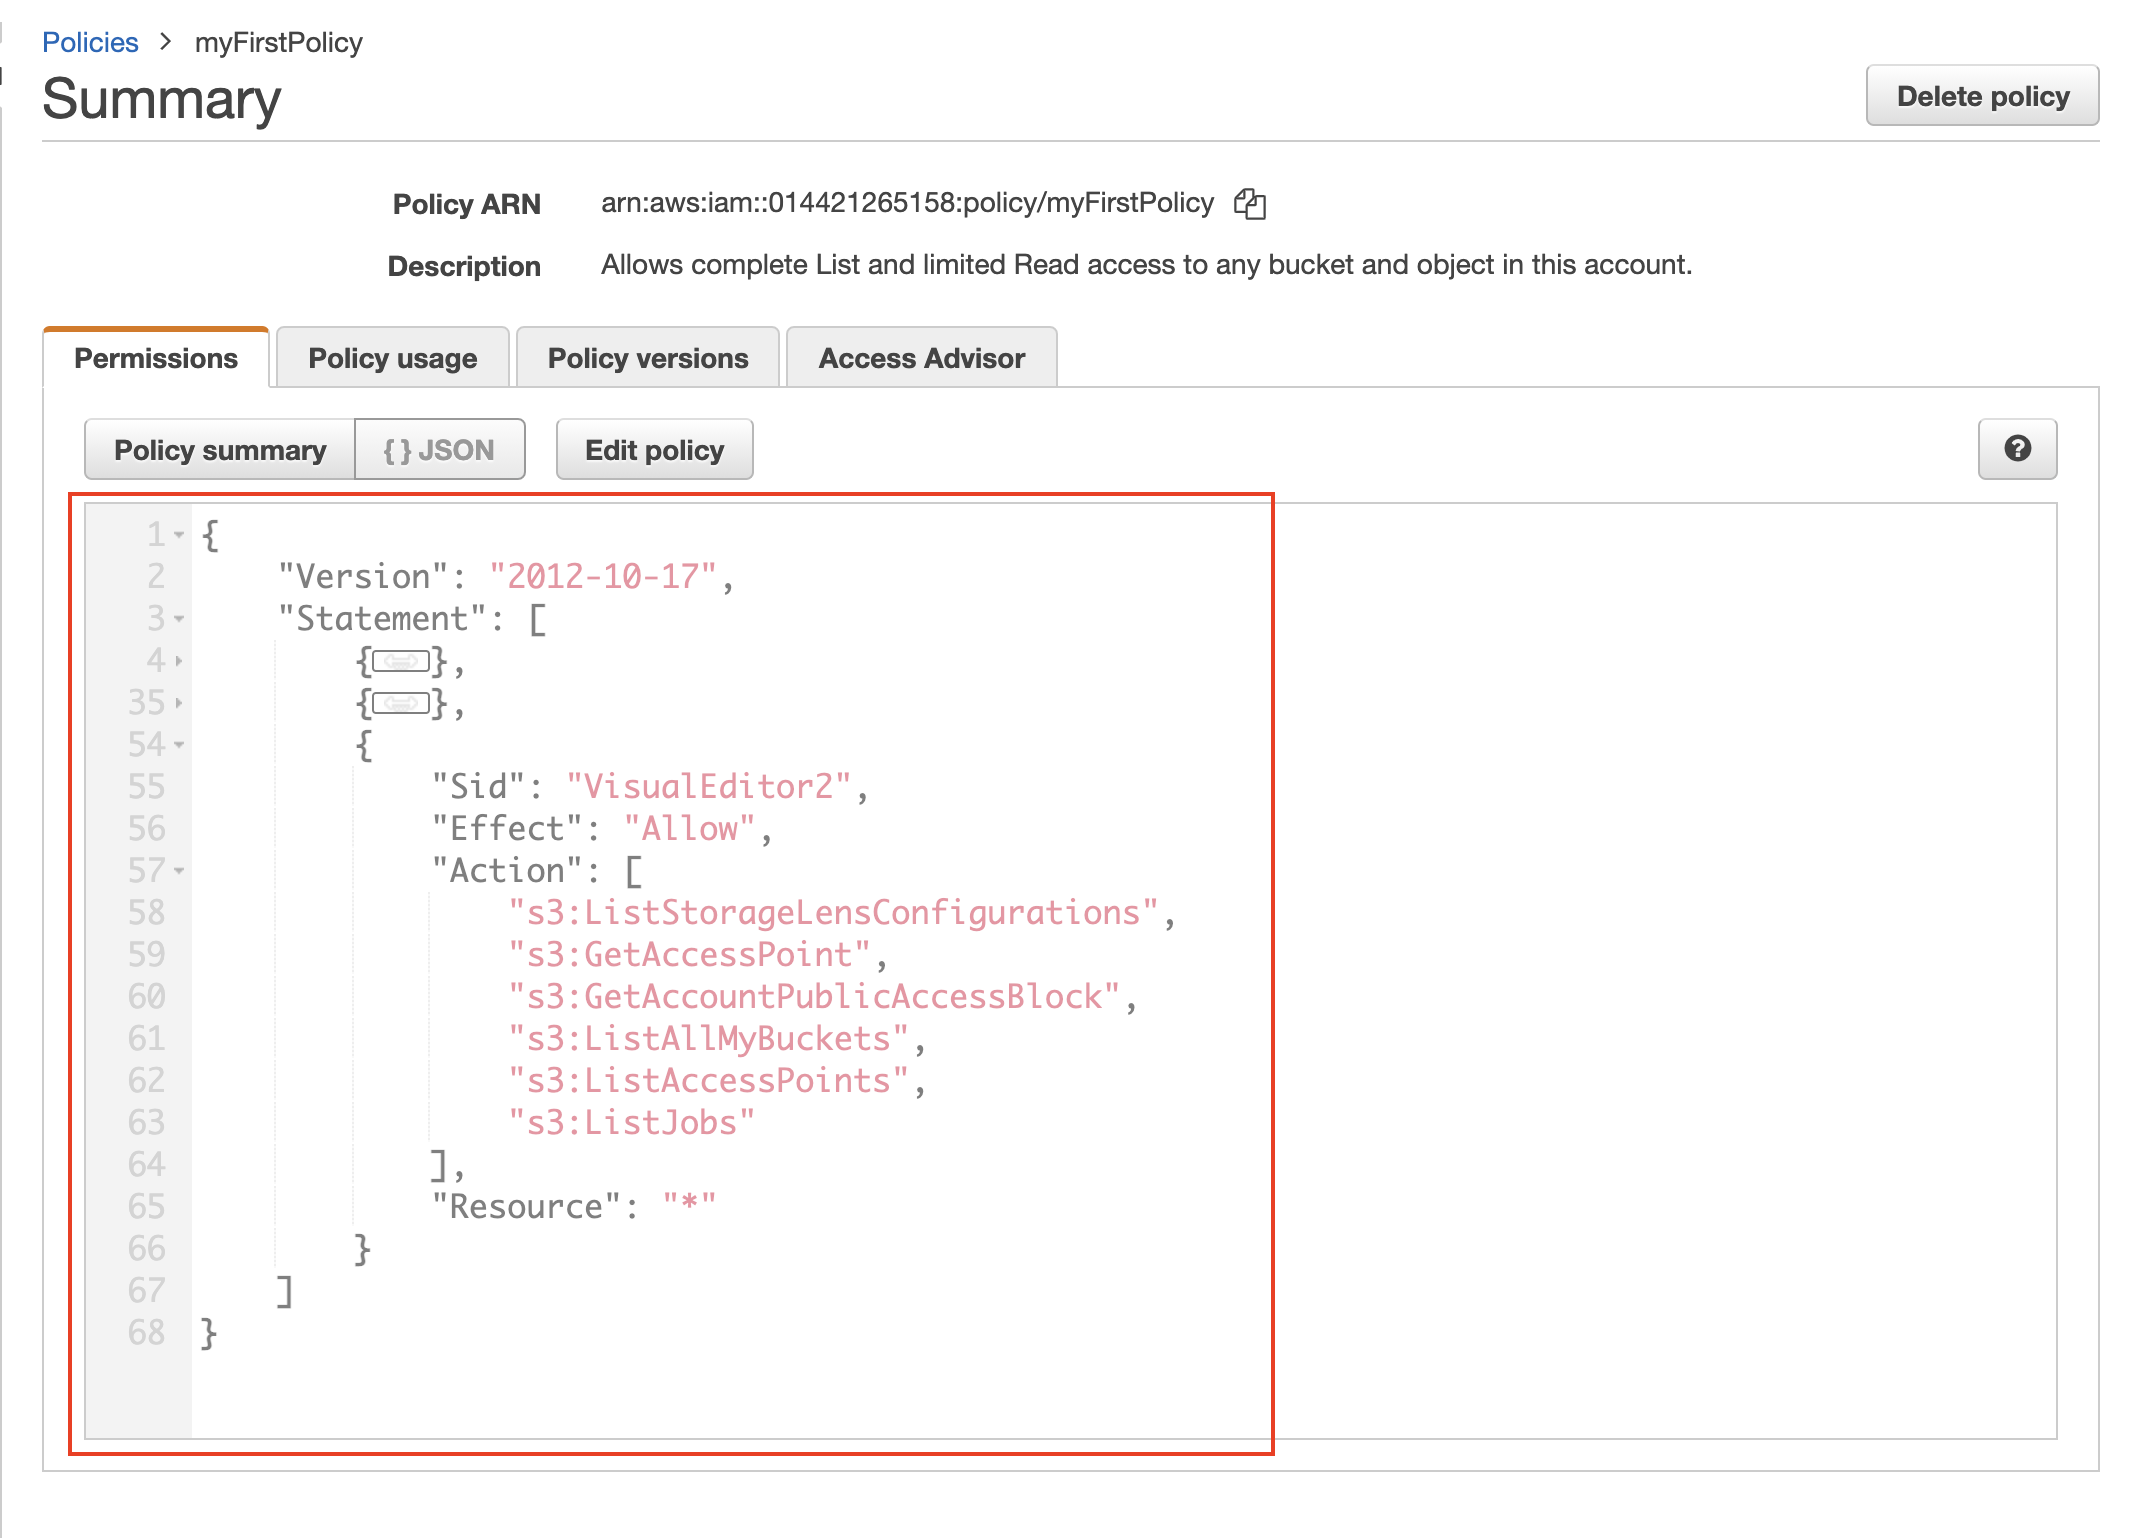 Policies > myFirstPolicy
Summary
Delete policy
Policy ARN arn:aws:iam::014421265158:policy/myFirstPolicy
Description Allows complete List and limited Read access to any bucket and object in this account.
Permissions Policy usage Policy versions Access Advisor
Policy summary { } JSON Edit policy ?
1 {
2 "Version": "2012-10-17",
3 "Statement": [
4 {},
35 {},
54 {
55 "Sid": "VisualEditor2",
56 "Effect": "Allow",
57 "Action": [
58 "s3:ListStorageLensConfigurations",
59 "s3:GetAccessPoint",
60 "s3:GetAccountPublicAccessBlock",
61 "s3:ListAllMyBuckets",
62 "s3:ListAccessPoints",
63 "s3:ListJobs"
64 ],
65 "Resource": "*"
66 }
67 ]
68 }